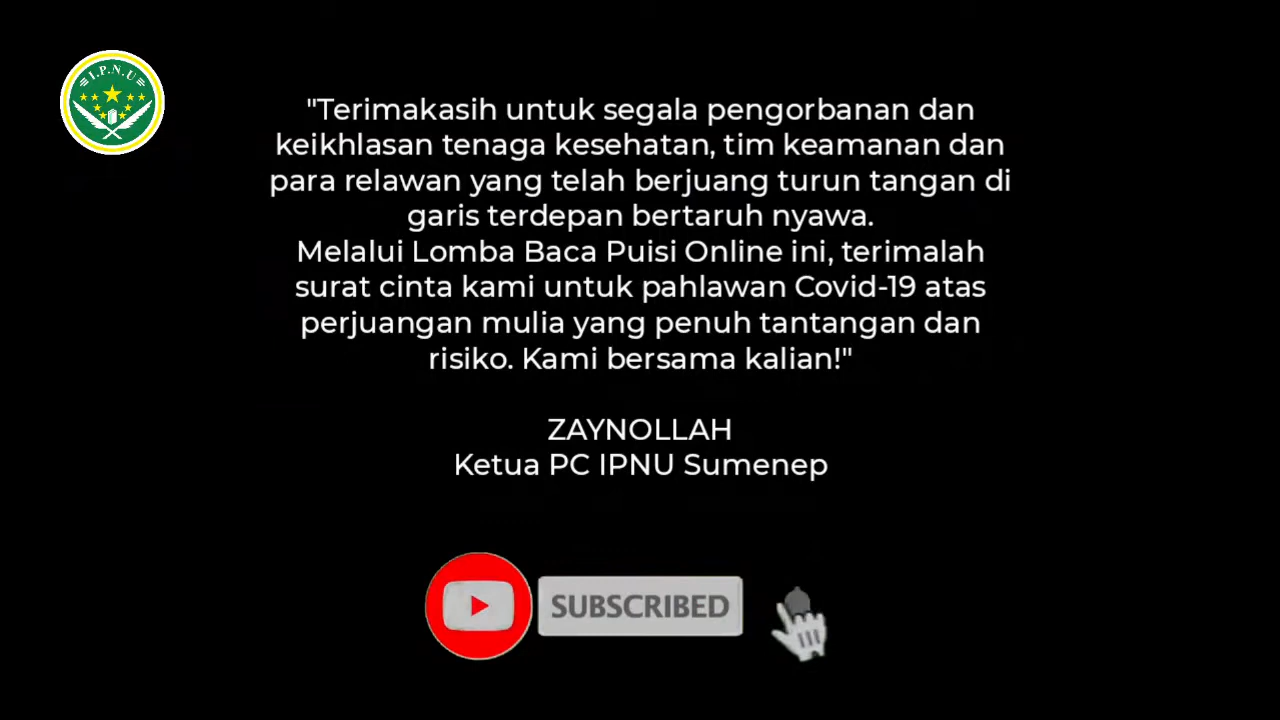 I.P.N.U
"Terimakasih untuk segala pengorbanan dan
keikhlasan tenaga kesehatan, tim keamanan dan
para relawan yang telah berjuang turun tangan di
garis terdepan bertaruh nyawa.
Melalui Lomba Baca Puisi Online ini, terimalah
surat cinta kami untuk pahlawan Covid-19 atas
perjuangan mulia yang penuh tantangan dan
risiko. Kami bersama kalian!"
ZAYNOLLAH
Ketua PC IPNU Sumenep
SUBSCRIBED